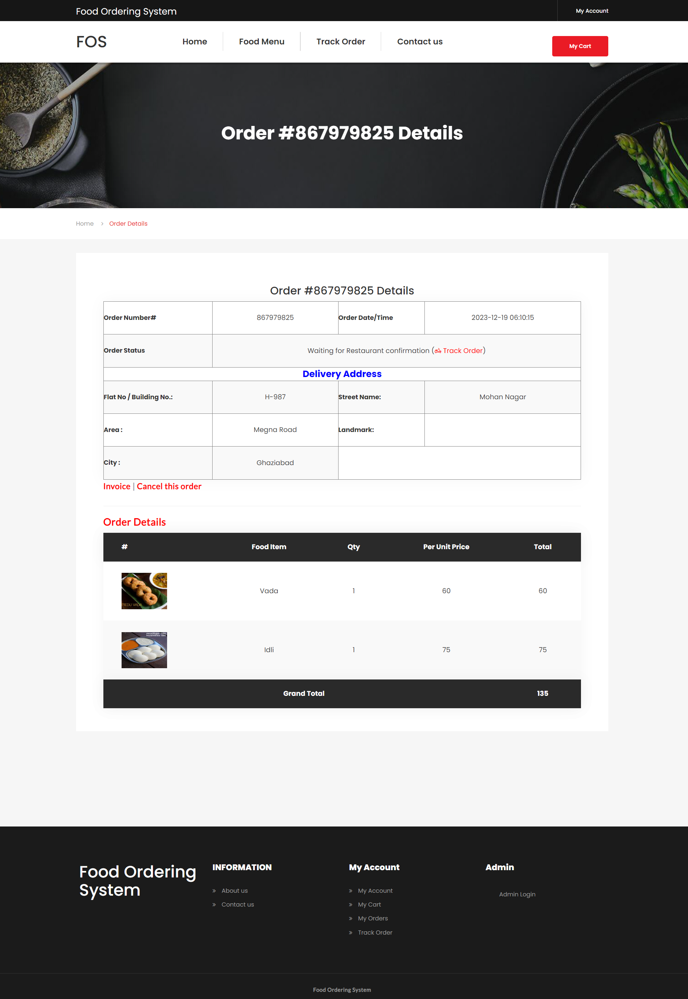 Food Ordering System
My Account
FOS
Home
Food Menu
Track Order
Contact us
My Cart
Order #867979825 Details
Home > Order Details
Order #867979825 Details
Order Number# 867979825 Order Date/Time 2023-12-19 06:10:15
Order Status Waiting for Restaurant confirmation ( Track Order)
Delivery Address
Flat No / Building No.: H-987 Street Name: Mohan Nagar
Area : Megna Road Landmark:
City : Ghaziabad
Invoice | Cancel this order
Order Details
# Food Item Qty Per Unit Price Total
MEDU VADA
Vada 1 60 60
Idli 1 75 75
Grand Total 135
Food Ordering
System
INFORMATION
» About us
» Contact us
My Account
» My Account
» My Cart
» My Orders
» Track Order
Admin
Admin Login
Food Ordering System